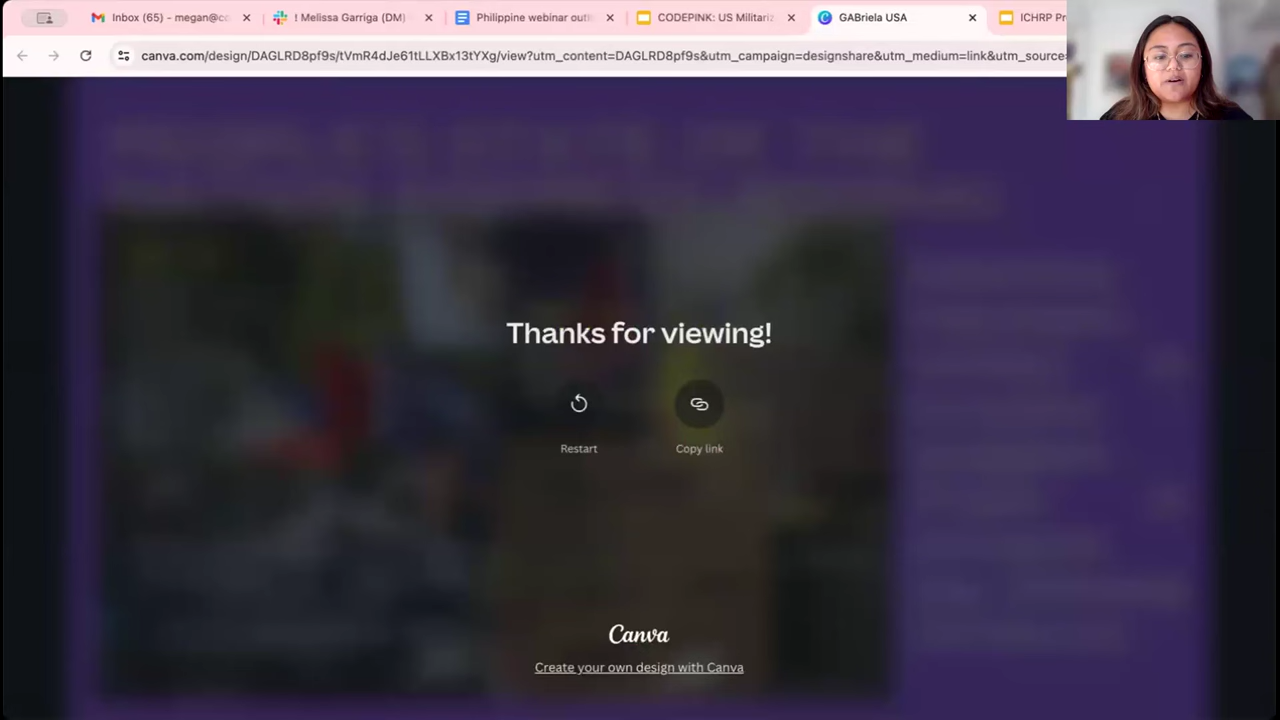 Inbox (65) - megan@co
! Melissa Garriga (DM)
Philippine webinar outl
CODEPINK: US Militariz
GABriela USA
ICHRP Pr
canva.com/design/DAGLRD8pf9s/tVmR4dJe61tLLXBx13tYXg/view?utm_content=DAGLRD8pf9s&utm_campaign=designshare&utm_medium=link&utm_source=
Thanks for viewing!
Restart
Copy link
Canva
Create your own design with Canva